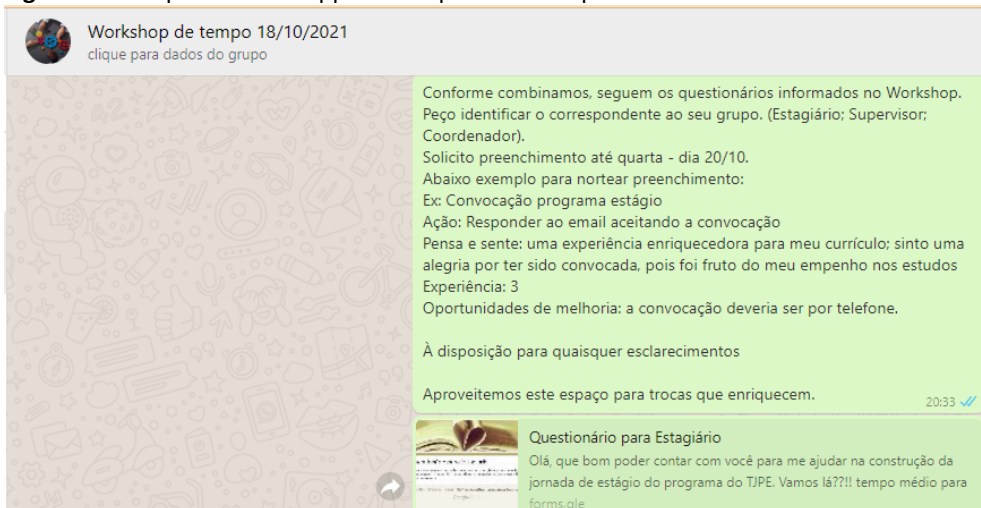 Workshop de tempo 18/10/2021
clique para dados do grupo
Conforme combinamos, seguem os questionários informados no Workshop.
Peço identificar o correspondente ao seu grupo. (Estagiário; Supervisor;
Coordenador).
Solicito preenchimento até quarta - dia 20/10.
Abaixo exemplo para nortear preenchimento:
Ex: Convocação programa estágio
Ação: Responder ao email aceitando a convocação
Pensa e sente: uma experiência enriquecedora para meu currículo; sinto uma
alegria por ter sido convocada, pois foi fruto do meu empenho nos estudos
Experiência: 3
Oportunidades de melhoria: a convocação deveria ser por telefone.
À disposição para quaisquer esclarecimentos
Aproveitemos este espaço para trocas que enriquecem.
20:33
Questionário para Estagiário
Olá, que bom poder contar com você para me ajudar na construção da
jornada de estágio do programa do TJPE. Vamos lá??!! tempo médio para
forms.gle